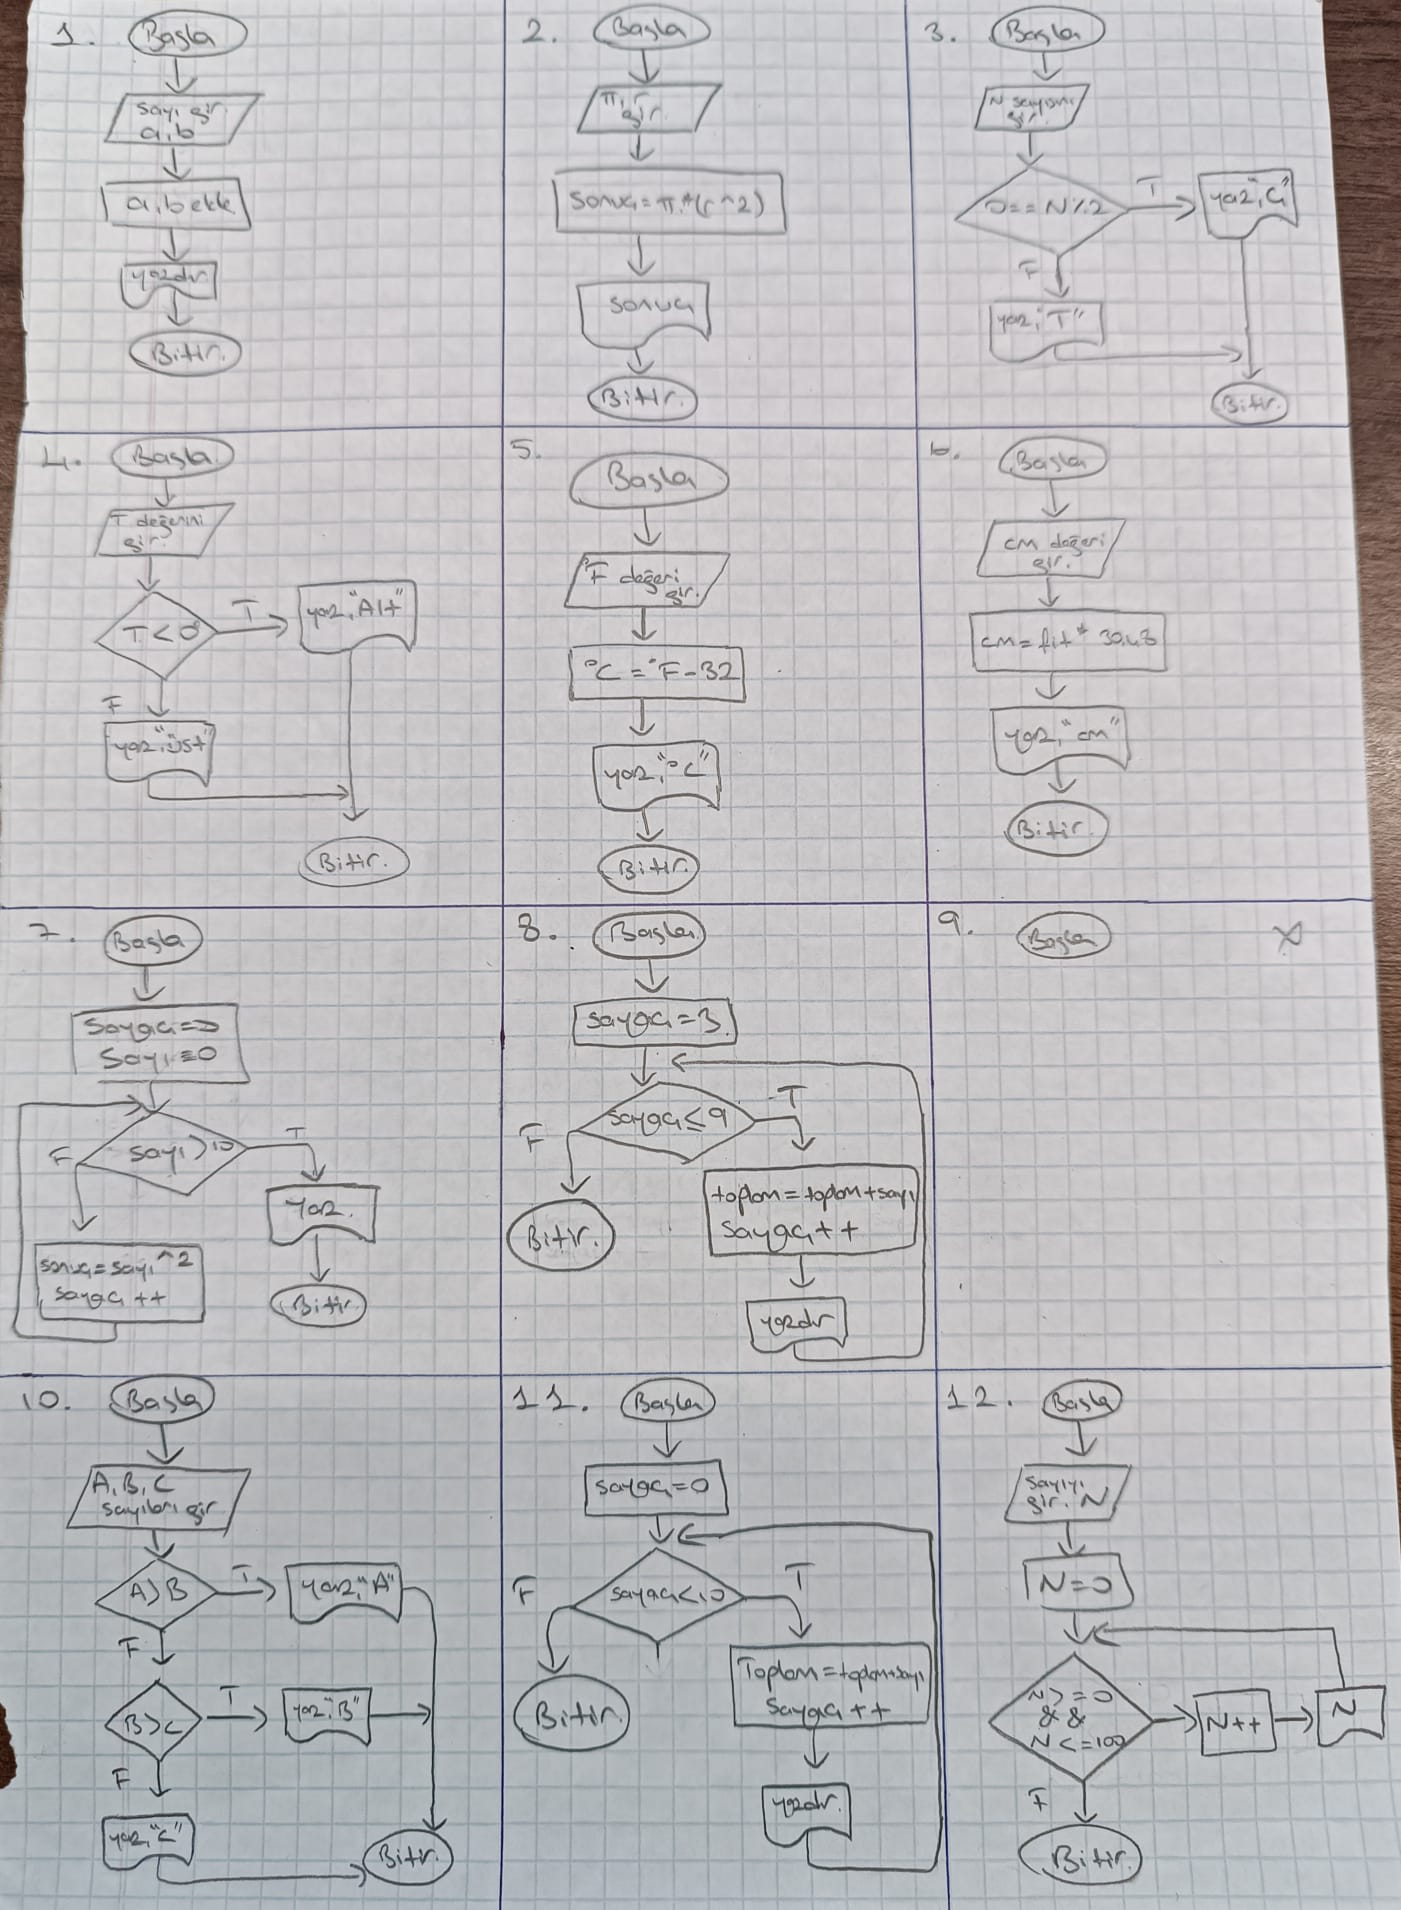 1.
Başla
sayı gir
a,b
a,b ekle
yazdır
Bitir.
2.
Başla
π, r
gir.
Sonuç=π*(r^2)
sonuç
Bitir.
3.
Başla
N sayısını
gir.
0==N%2
T
yaz,"Ç"
F
yaz,"T"
Bitir.
4.
Başla
T değerini
gir.
T<0
T
yaz,"Alt"
F
yaz,"üst"
Bitir.
5.
Başla
°F değeri
gir.
°C=°F-32
yaz,"°C"
Bitir.
6.
Başla
cm değeri
gir.
cm=fit*30,48
yaz,"cm"
Bitir.
7.
Başla
Sayaç=0
Sayı=0
sayı>10
F
T
Yaz.
sonuç=sayı^2
sayaç++
Bitir
8.
Başla
sayaç=3
sayaç≤9
T
F
toplam=toplam+sayı
sayaç++
Bitir.
yazdır
9.
Başla
X
10.
Başla
A,B,C
sayıları gir
A>B
T
yaz,"A"
F
B>C
T
yaz,"B"
F
yaz,"C"
Bitir.
11.
Başla
sayaç=0
sayaç<10
F
T
Toplam=toplam+sayı
Sayaç++
Bitir.
yazdır.
12.
Başla
sayıyı
gir. N
N=0
N>=0
&&
N<=100
N++
N
F
Bitir.